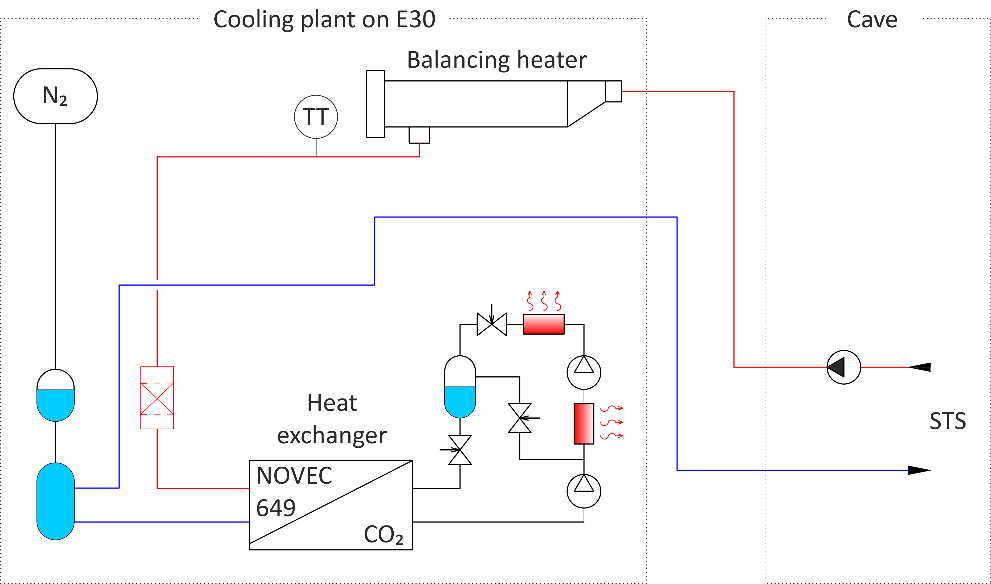 Cooling plant on E30
Cave
Balancing heater
N₂
TT
Heat
exchanger
STS
NOVEC
649
CO₂